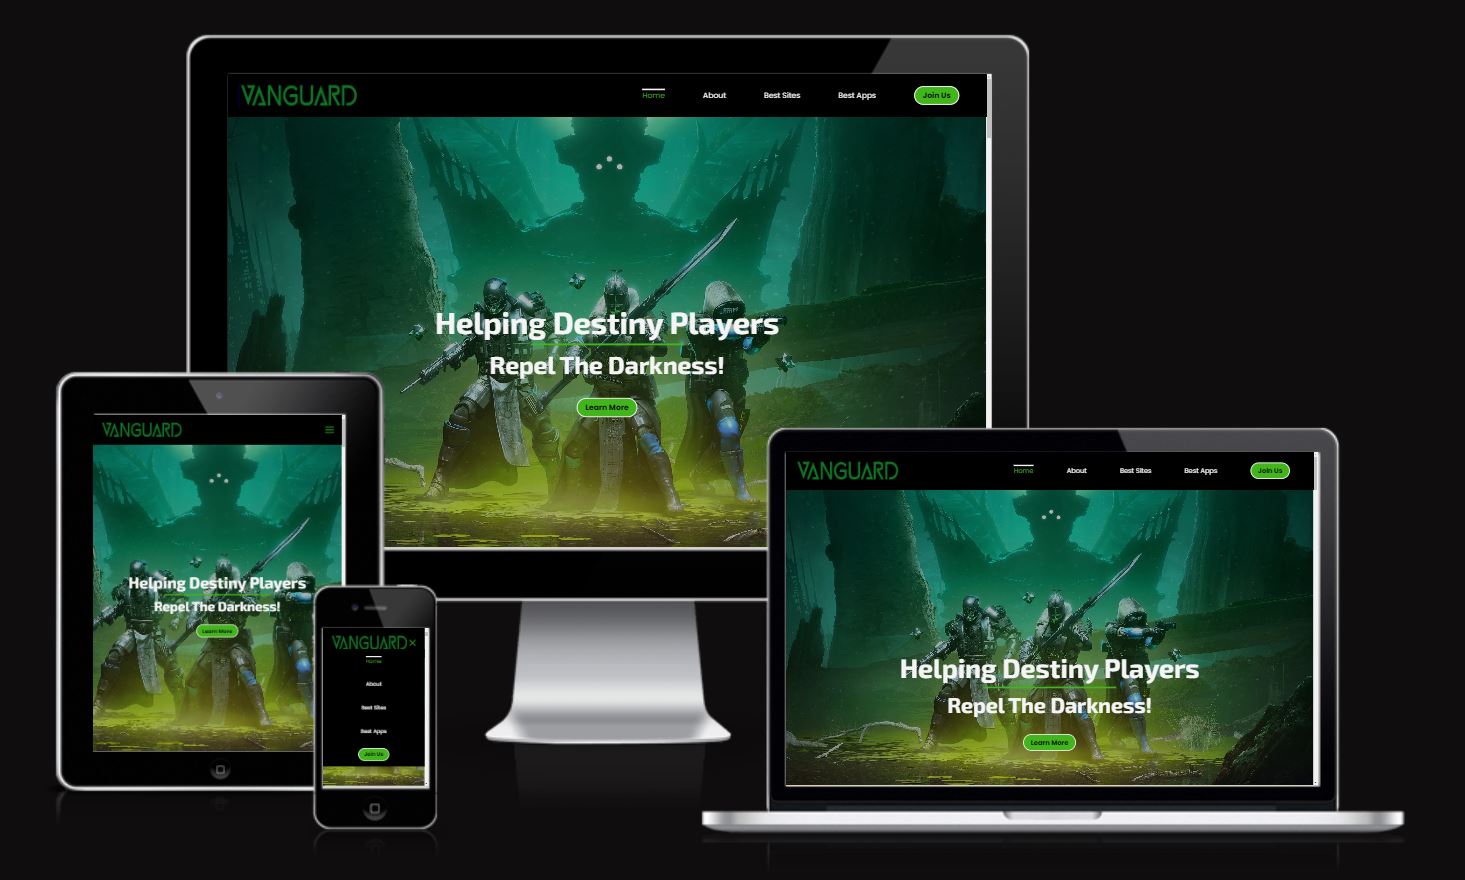 VANGUARD
Home About Best Sites Best Apps Join Us
Helping Destiny Players
Repel The Darkness!
Learn More
VANGUARD
Helping Destiny Players
Repel The Darkness!
Learn More
VANGUARD
Home
About
Best Sites
Best Apps
Join Us
VANGUARD
Home About Best Sites Best Apps Join Us
Helping Destiny Players
Repel The Darkness!
Learn More